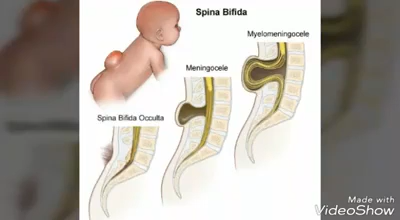 Spina Bifida
Myelomeningocele
Meningocele
Spina Bifida Occulta
Made with
VideoShow